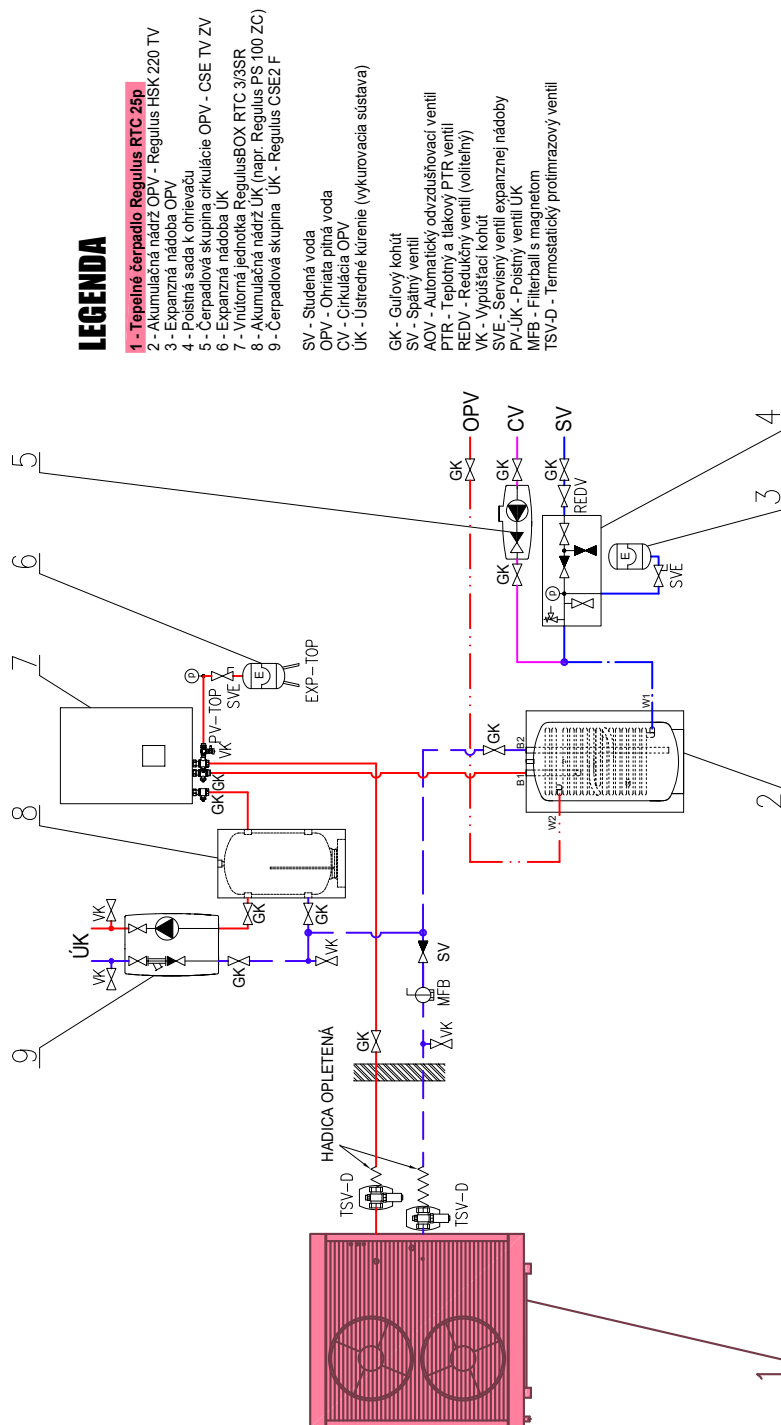 LEGENDA
1 - Tepelné čerpadlo Regulus RTC 25p
2 - Akumulačná nádrž OPV - Regulus HSK 220 TV
3 - Expanzná nádoba OPV
4 - Poistná sada k ohrievaču
5 - Čerpadlová skupina cirkulácie OPV - CSE TV ZV
6 - Expanzná nádoba ÚK
7 - Vnútorná jednotka RegulusBOX RTC 3/3SR
8 - Akumulačná nádrž ÚK (napr. Regulus PS 100 ZC)
9 - Čerpadlová skupina ÚK - Regulus CSE2 F
SV - Studená voda
OPV - Ohriata pitná voda
CV - Cirkulácia OPV
ÚK - Ústredné kúrenie (vykurovacia sústava)
GK - Guľový kohút
SV - Spätný ventil
AOV - Automatický odvzdušňovací ventil
PTR - Teplotný a tlakový PTR ventil
REDV - Redukčný ventil (voliteľný)
VK - Vypúšťací kohút
SVE - Servisný ventil expanznej nádoby
PV-ÚK - Poistný ventil ÚK
MFB - Filterball s magnetom
TSV-D - Termostatický protimrazový ventil
9
8
7
6
5
ÚK
VK
VK
GK
GK
GK
VK
GK
GK
PV-TOP
VK
p
SVE
E
EXP-TOP
GK
OPV
GK
CV
GK
GK
SV
REDV
p
E
SVE
4
3
HADICA OPLETENÁ
TSV-D
TSV-D
GK
VK
MFB
SV
GK
B1
B2
W2
W1
1
2